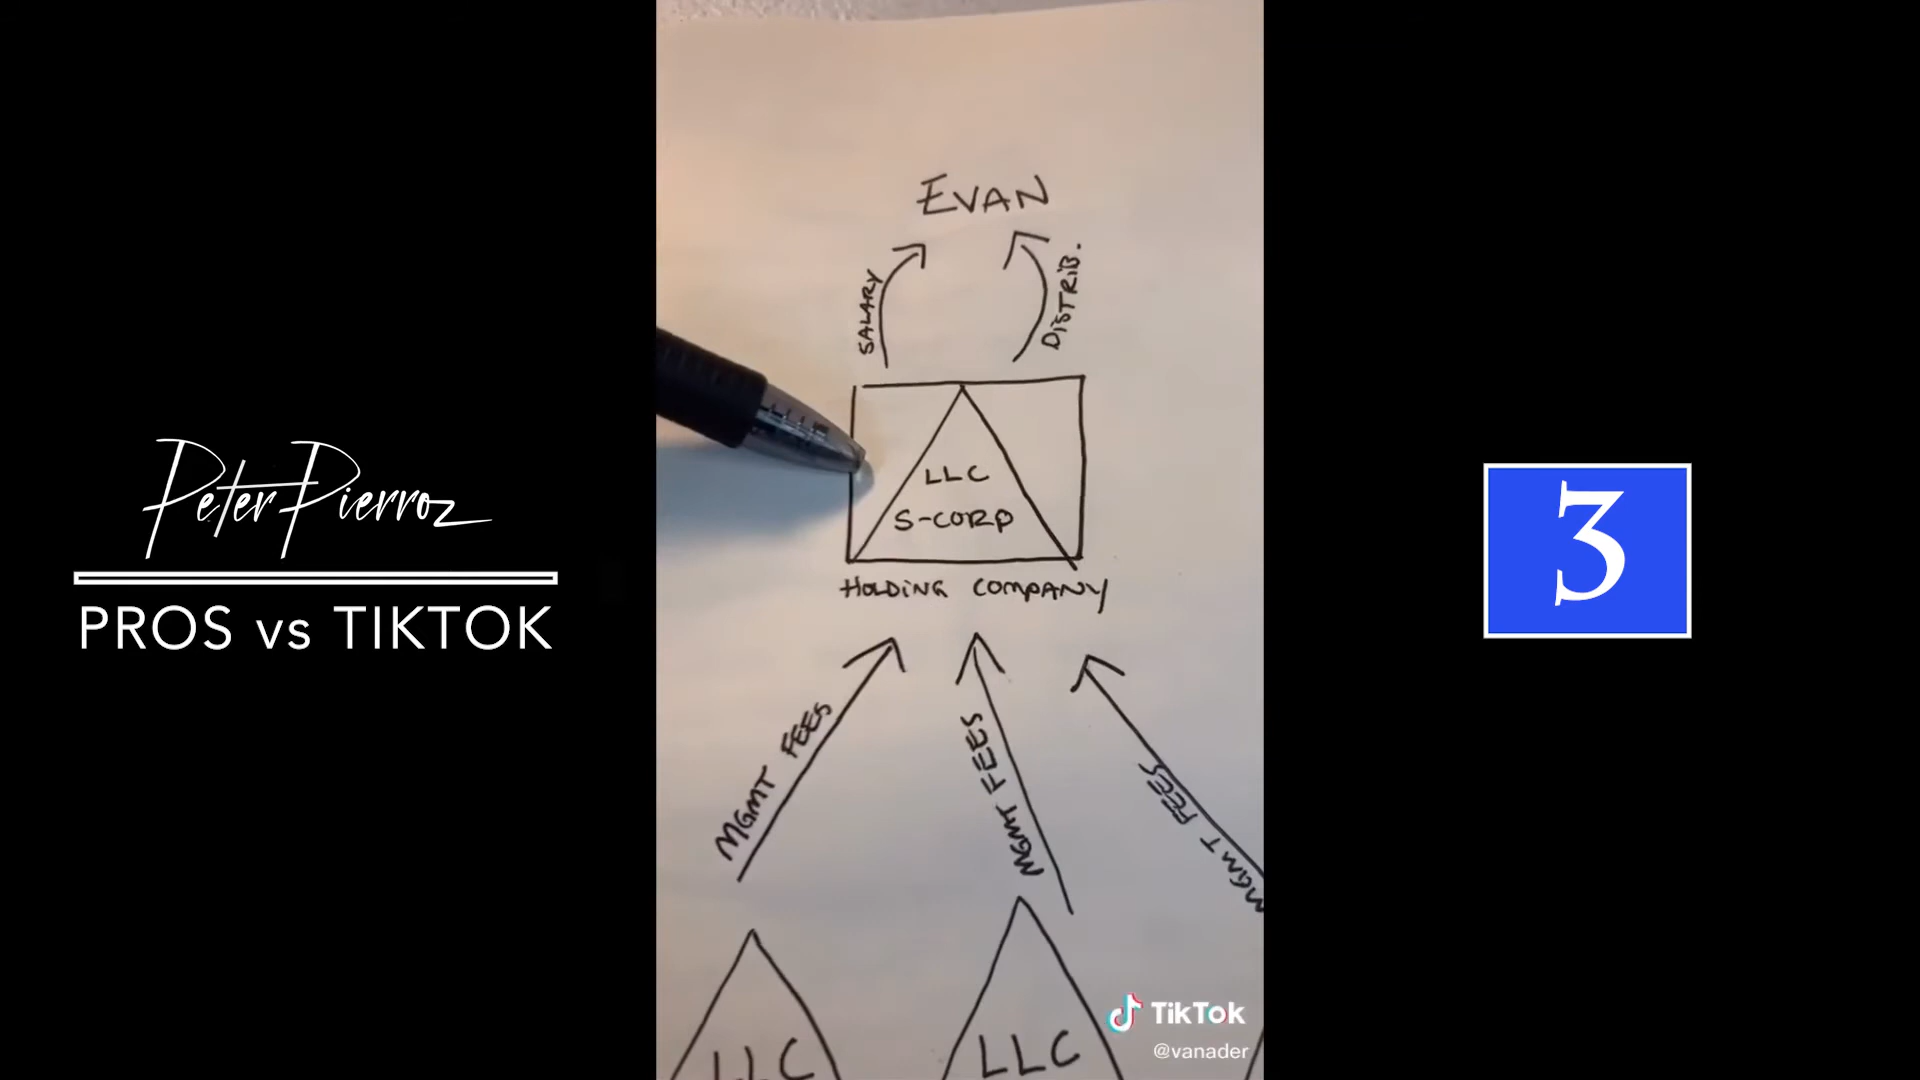 Peter Pierroz
PROS vs TIKTOK
EVAN
SALARY
DISTRIB.
LLC
S-CORP
HOLDING COMPANY
MGMT FEES
MGMT FEES
MGMT FEES
LLC
LLC
TikTok
@vanader
3